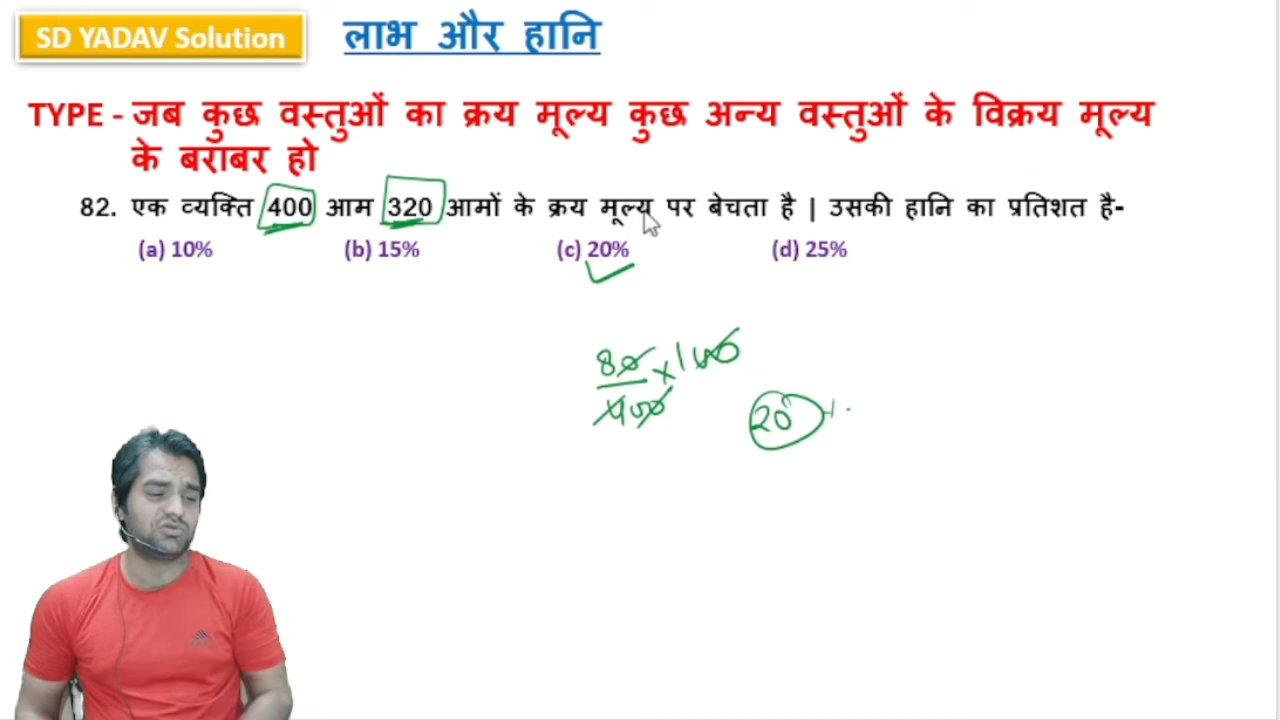 SD YADAV Solution
लाभ और हानि
TYPE - जब कुछ वस्तुओं का क्रय मूल्य कुछ अन्य वस्तुओं के विक्रय मूल्य
के बराबर हो
82. एक व्यक्ति 400 आम 320 आमों के क्रय मूल्य पर बेचता है | उसकी हानि का प्रतिशत है-
(a) 10% (b) 15% (c) 20% (d) 25%
80/400 × 100
20%